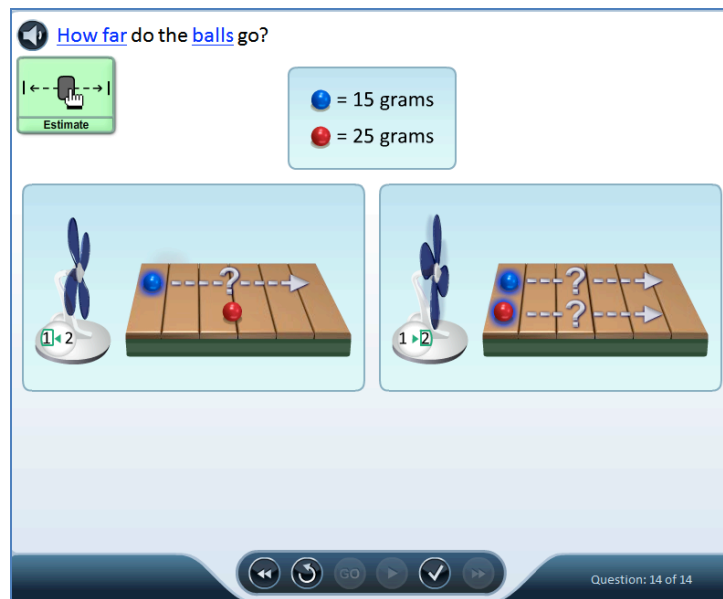 How far do the balls go?
Estimate
= 15 grams
= 25 grams
?
1 2
?
?
1 2
GO
Question: 14 of 14